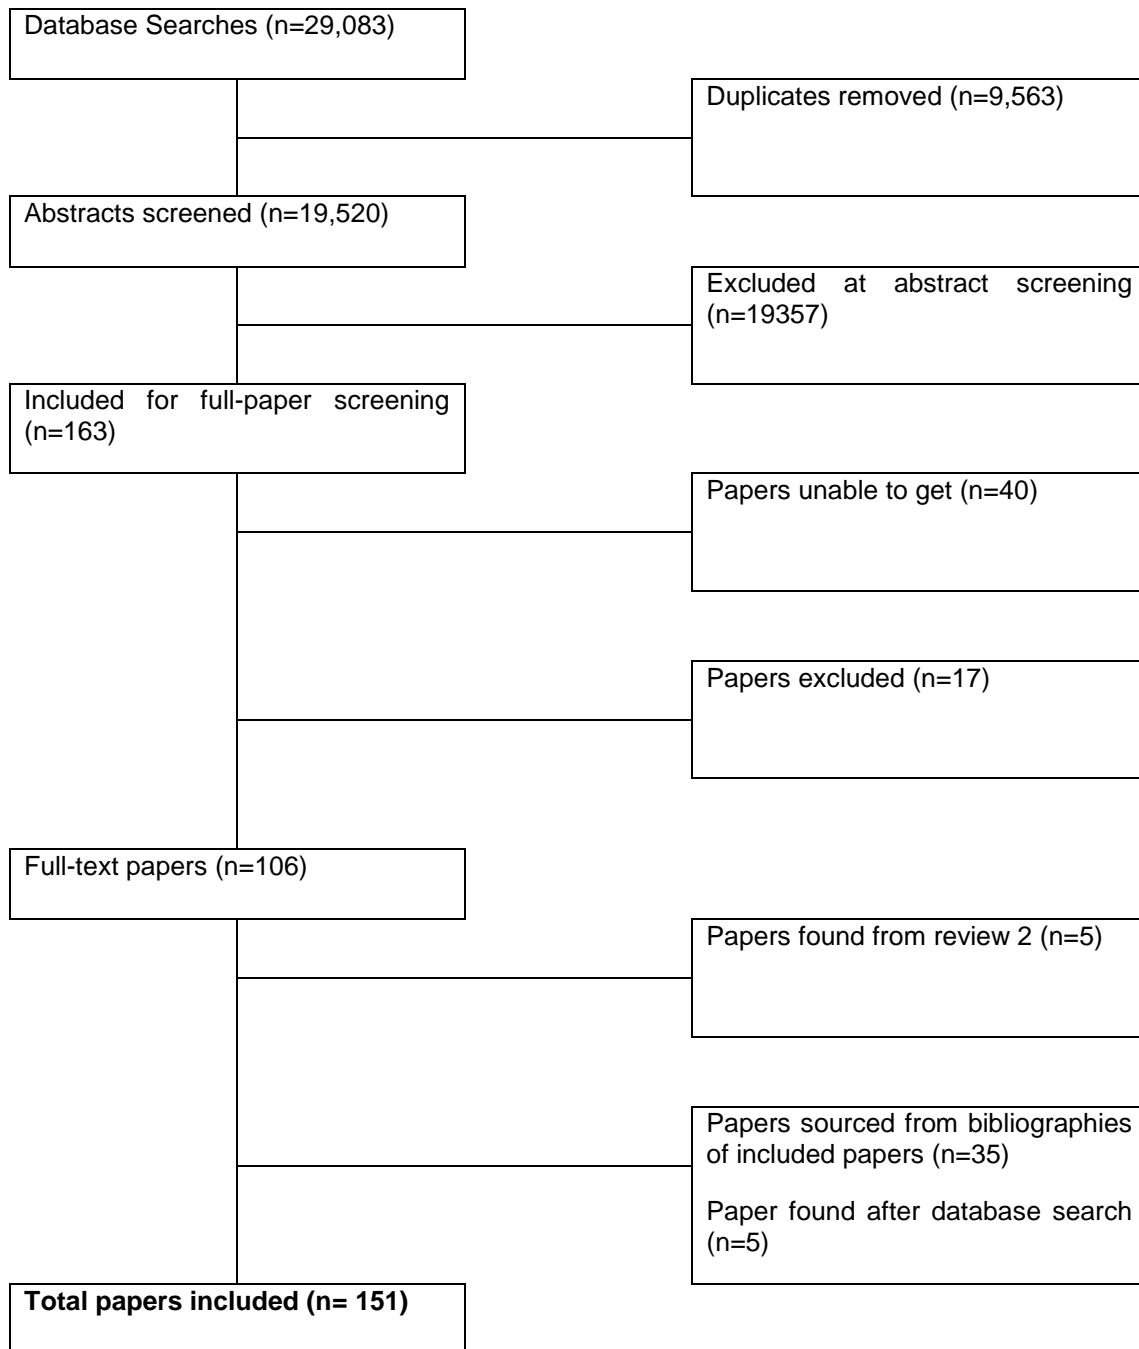 Database Searches (n=29,083)
Duplicates removed (n=9,563)
Abstracts screened (n=19,520)
Excluded at abstract screening
(n=19357)
Included for full-paper screening
(n=163)
Papers unable to get (n=40)
Papers excluded (n=17)
Full-text papers (n=106)
Papers found from review 2 (n=5)
Papers sourced from bibliographies
of included papers (n=35)
Paper found after database search
(n=5)
Total papers included (n= 151)